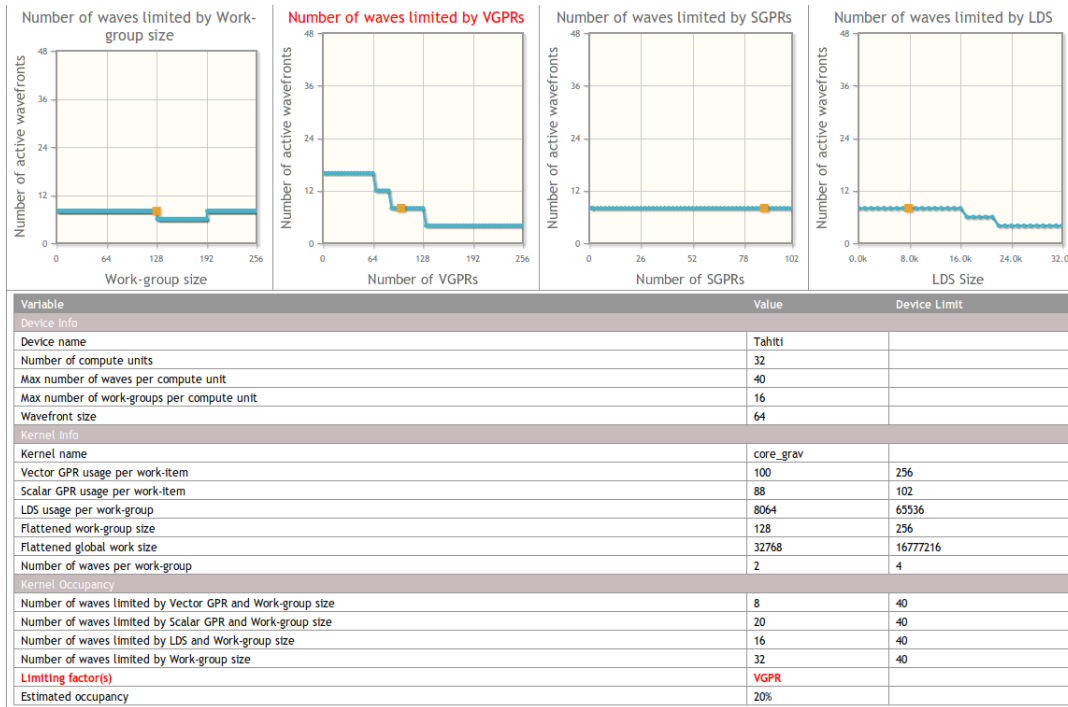 Number of waves limited by Work-
group size
Number of active wavefronts
48
36
24
12
0
0 64 128 192 256
Work-group size
Number of waves limited by VGPRs
Number of active wavefronts
48
36
24
12
0
0 64 128 128 256
Number of VGPRs
Number of waves limited by SGPRs
Number of active wavefronts
48
36
24
12
0
0 26 52 78 102
Number of SGPRs
Number of waves limited by LDS
Number of active wavefronts
48
36
24
12
0
0.0k 8.0k 16.0k 24.0k 32.0
LDS Size
Variable Value Device Limit
Device Info
Device name Tahiti
Number of compute units 32
Max number of waves per compute unit 40
Max number of work-groups per compute unit 16
Wavefront size 64
Kernel Info
Kernel name core_grav
Vector GPR usage per work-item 100 256
Scalar GPR usage per work-item 88 102
LDS usage per work-group 8064 65536
Flattened work-group size 128 256
Flattened global work size 32768 16777216
Number of waves per work-group 2 4
Kernel Occupancy
Number of waves limited by Vector GPR and Work-group size 8 40
Number of waves limited by Scalar GPR and Work-group size 20 40
Number of waves limited by LDS and Work-group size 16 40
Number of waves limited by Work-group size 32 40
Limiting factor(s) VGPR
Estimated occupancy 20%